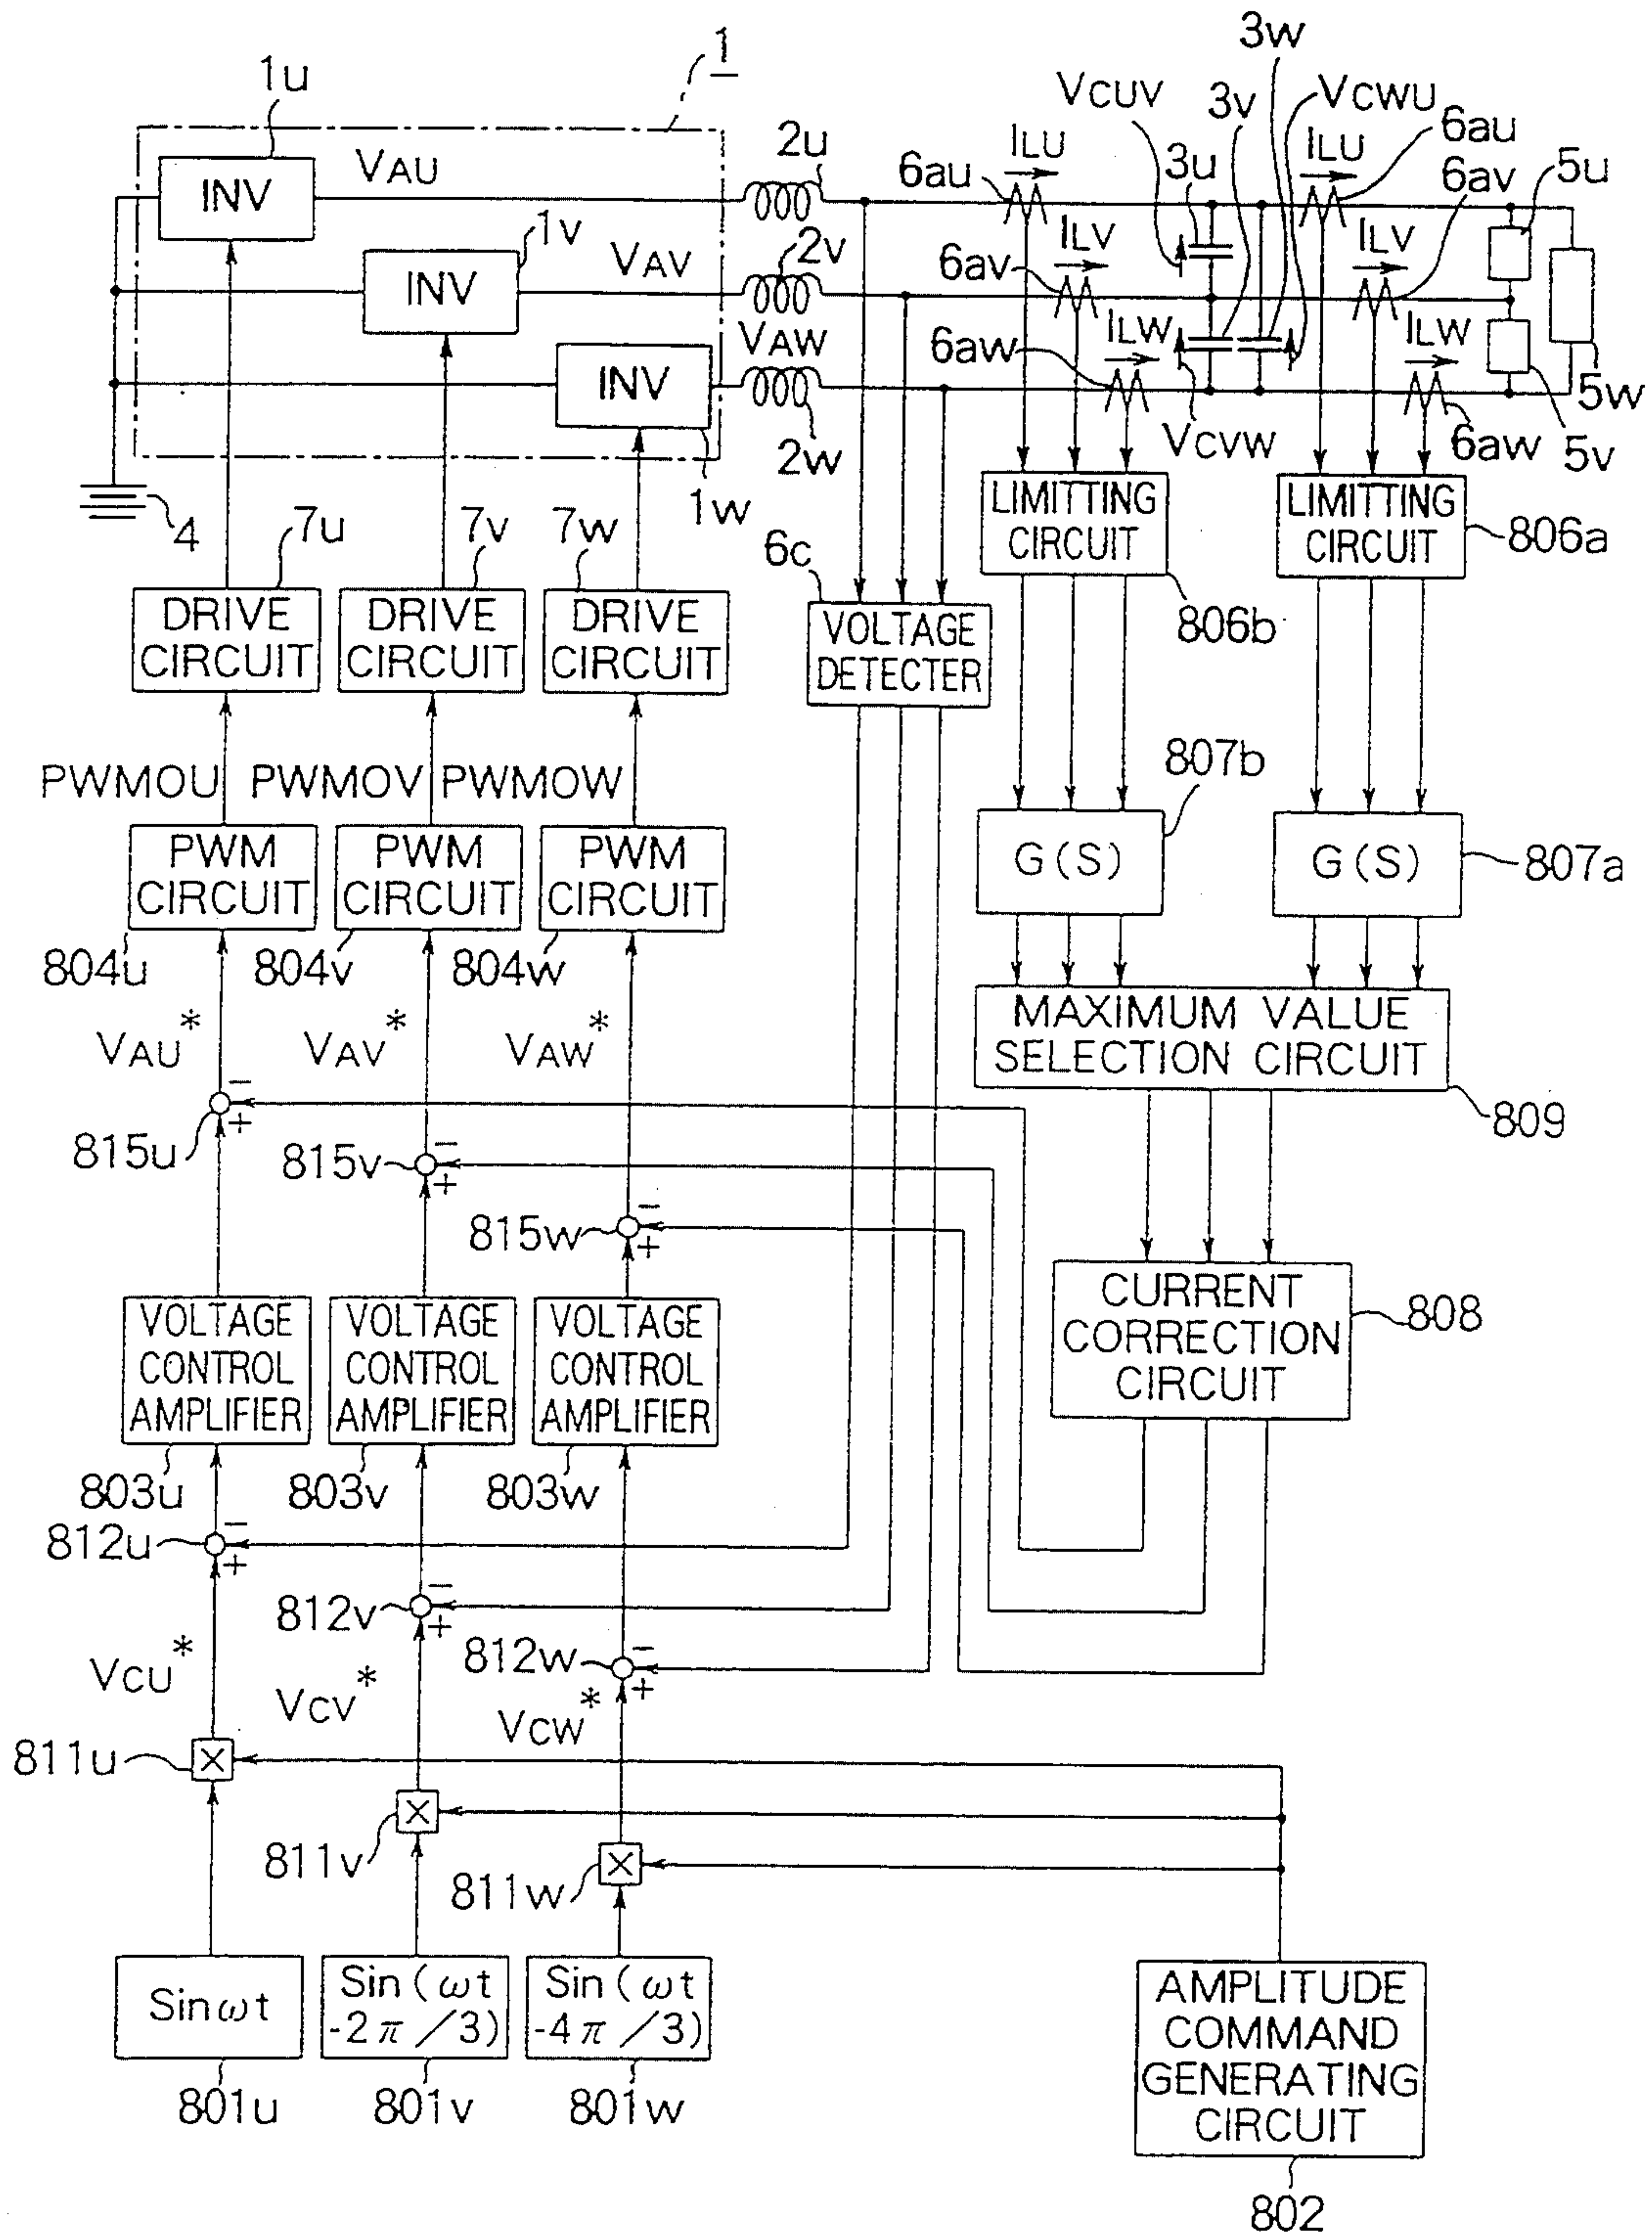 1
3w
1u
VCUV
3v
VCWU
2u
ILU
3u
ILU
6au
6au
6av
5u
VAU
INV
1v
2v
ILV
ILV
VAV
6av
INV
VAW
ILW
ILW
6aw
INV
5w
2w
VCVW
6aw
5v
1w
4
7u
7v
7w
6c
LIMITTING
CIRCUIT
LIMITTING
CIRCUIT
806a
DRIVE
CIRCUIT
DRIVE
CIRCUIT
DRIVE
CIRCUIT
VOLTAGE
DETECTER
806b
PWMOU
PWMOV
PWMOW
807b
PWM
CIRCUIT
PWM
CIRCUIT
PWM
CIRCUIT
G(S)
G(S)
807a
804u
804v
804w
VAU*
VAV*
VAW*
MAXIMUM VALUE
SELECTION CIRCUIT
809
−
+
815u
−
+
815v
−
+
815w
VOLTAGE
CONTROL
AMPLIFIER
VOLTAGE
CONTROL
AMPLIFIER
VOLTAGE
CONTROL
AMPLIFIER
CURRENT
CORRECTION
CIRCUIT
808
803u
803v
803w
−
+
812u
−
+
812v
−
+
812w
VCU*
VCV*
VCW*
811u
×
811v
×
811w
×
Sinωt
Sin(ωt
-2π/3)
Sin(ωt
-4π/3)
AMPLITUDE
COMMAND
GENERATING
CIRCUIT
801u
801v
801w
802